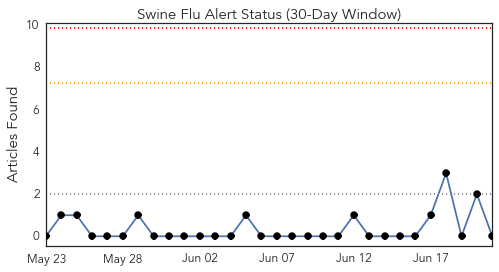 Swine Flu Alert Status (30-Day Window)
Articles Found
10
8
6
4
2
0
May 23
May 28
Jun 02
Jun 07
Jun 12
Jun 17